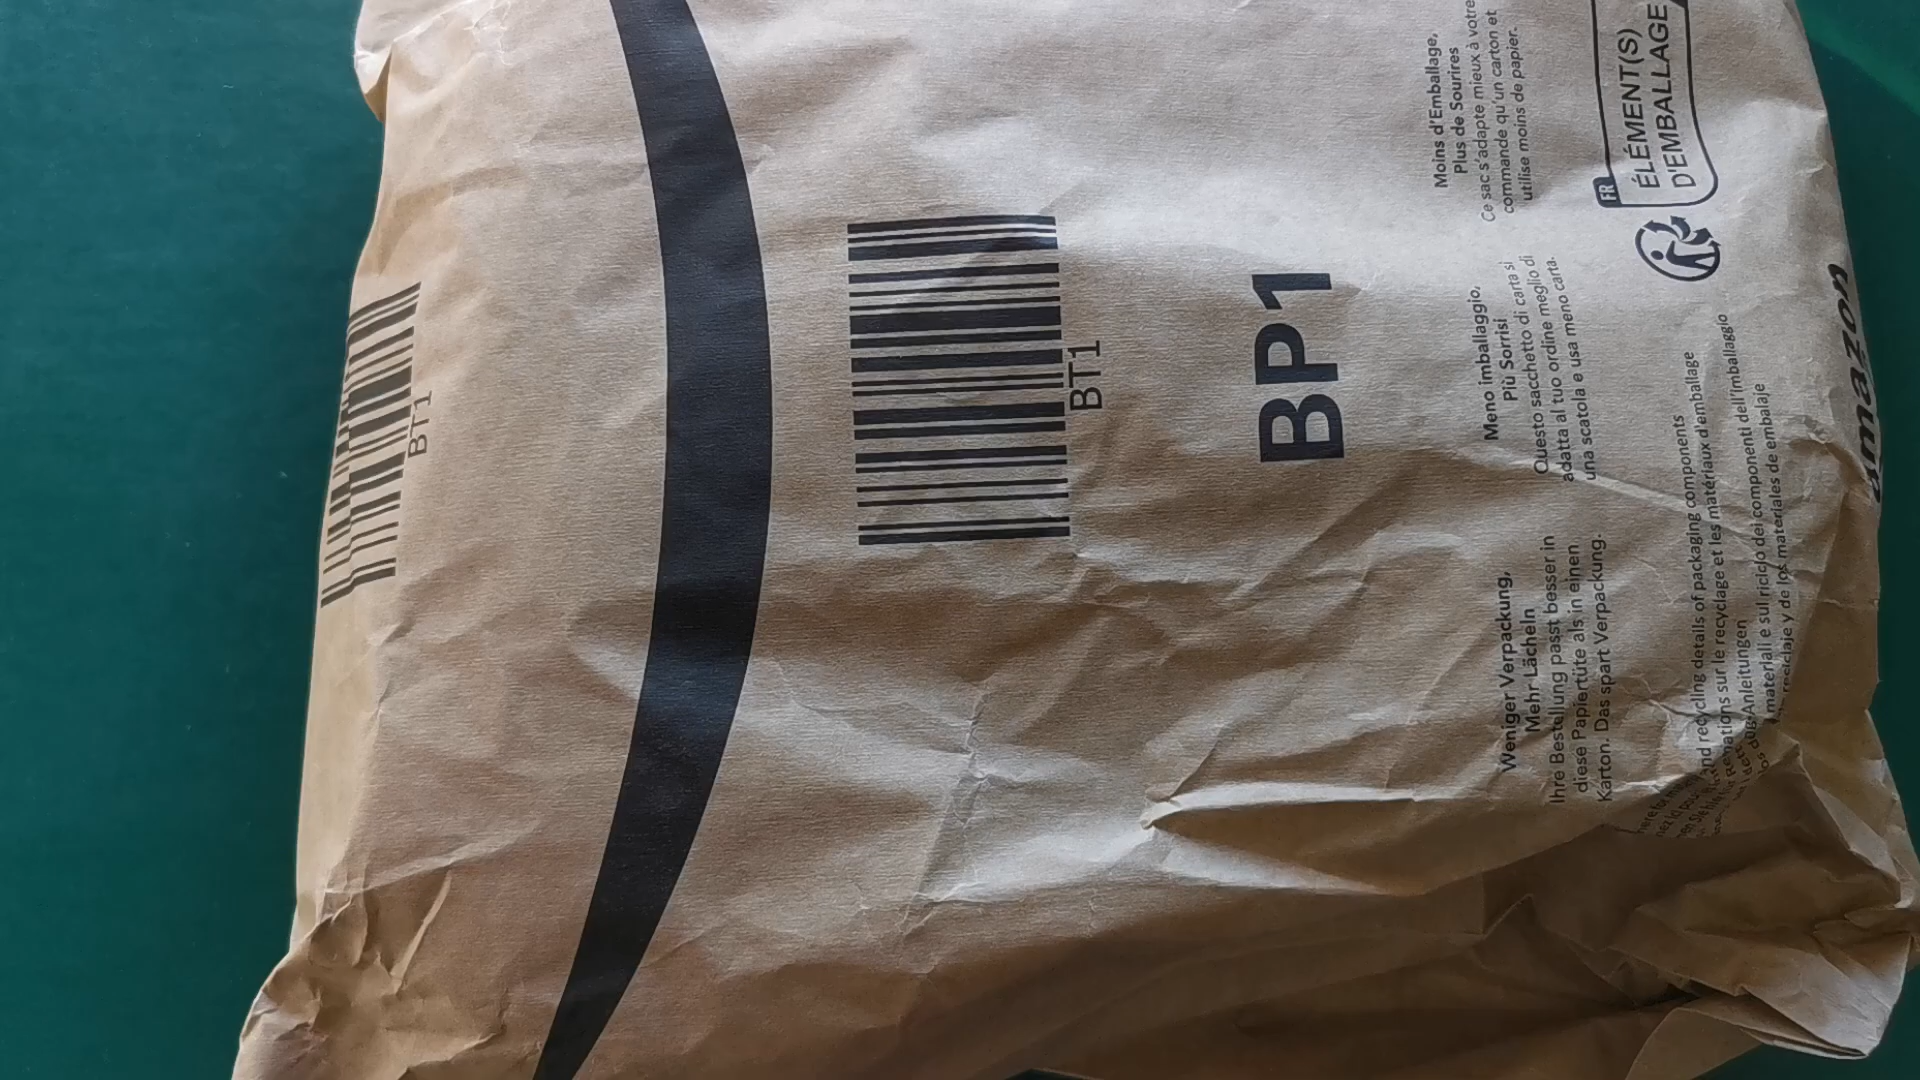 BT1
BT1
BP1
Weniger Verpackung,
Mehr Lächeln
Ihre Bestellung passt besser in
diese Papiertüte als in einen
Karton. Das spart Verpackung.
Meno imballaggio,
Più Sorrisi
Questo sacchetto di carta si
adatta al tuo ordine meglio di
una scatola e usa meno carta.
Moins d'Emballage,
Plus de Sourires
Ce sac s'adapte mieux à votre
commande qu'un carton et
utilise moins de papier.
and recycling details of packaging components
sur le recyclage et les matériaux d'emballage
Anleitungen
materiali e sul riciclo dei componenti dell'imballaggio
reciclaje y de los materiales de embalaje
FR
ÉLÉMENT(S)
D'EMBALLAGE
amazon